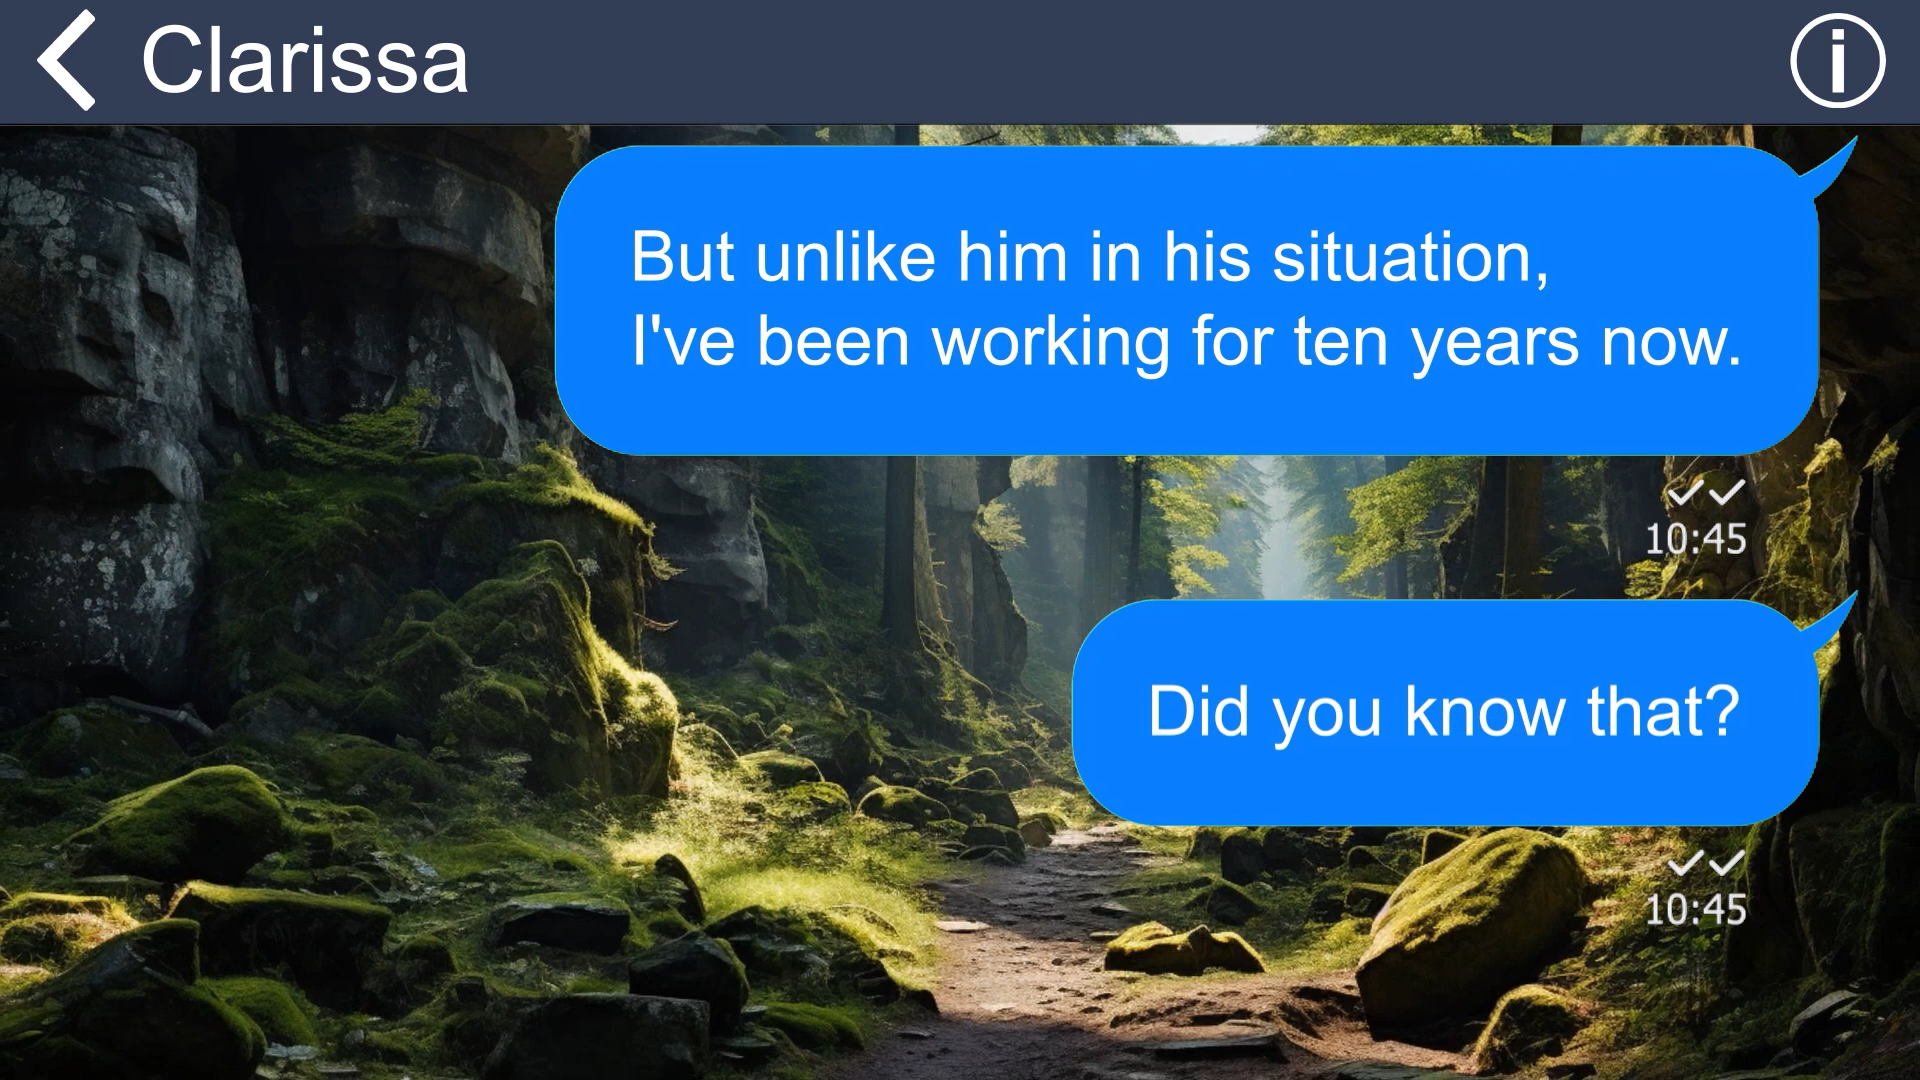 Clarissa
But unlike him in his situation,
I've been working for ten years now.
10:45
Did you know that?
10:45